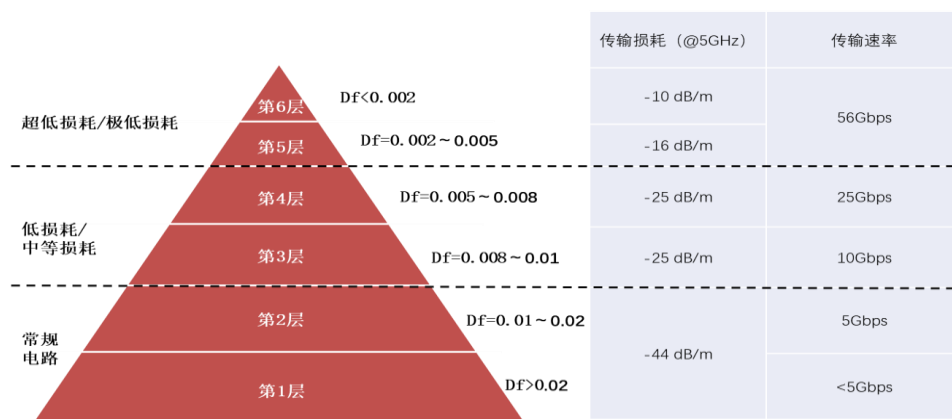 传输损耗（@5GHz）
传输速率
第6层
Df<0.002
-10 dB/m
56Gbps
超低损耗/极低损耗
第5层
Df=0.002～0.005
-16 dB/m
第4层
Df=0.005～0.008
-25 dB/m
25Gbps
低损耗/
中等损耗
第3层
Df=0.008～0.01
-25 dB/m
10Gbps
第2层
Df=0.01～0.02
5Gbps
常规
电路
-44 dB/m
第1层
Df>0.02
<5Gbps